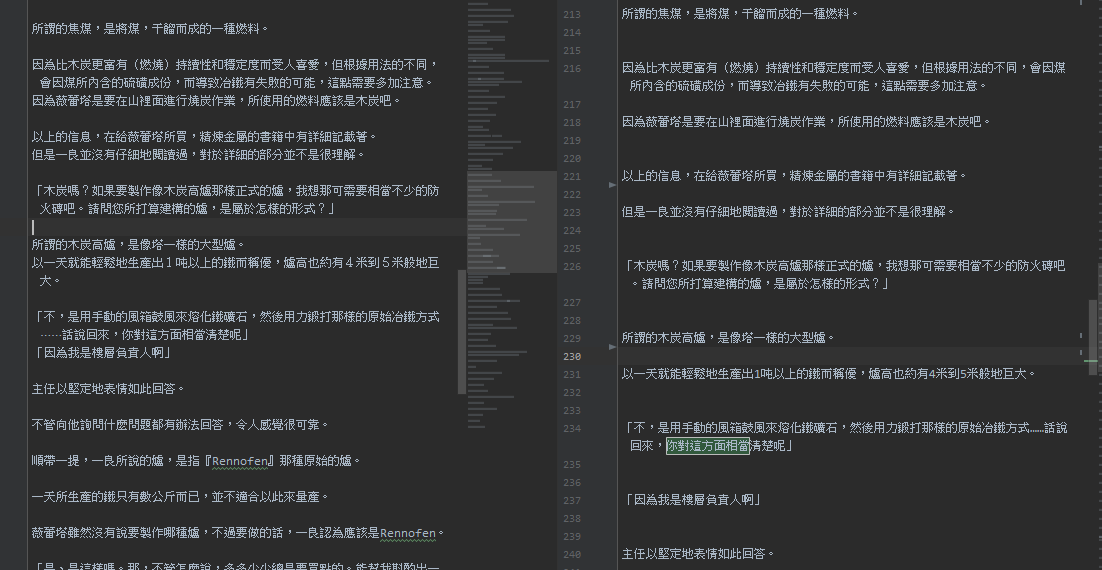 所謂的焦煤，是將煤，干餾而成的一種燃料。
因為比木炭更富有（燃燒）持續性和穩定度而受人喜愛，但根據用法的不同，
會因煤所內含的硫磺成份，而導致冶鐵有失敗的可能，這點需要多加注意。
因為薇蕾塔是要在山裡面進行燒炭作業，所使用的燃料應該是木炭吧。
以上的信息，在給薇蕾塔所買，精煉金屬的書籍中有詳細記載著。
但是一良並沒有仔細地閱讀過，對於詳細的部分並不是很理解。
「木炭嗎？如果要製作像木炭高爐那樣正式的爐，我想那可需要相當不少的防
火磚吧。請問您所打算建構的爐，是屬於怎樣的形式？」
所謂的木炭高爐，是像塔一樣的大型爐。
以一天就能輕鬆地生產出１吨以上的鐵而稱優，爐高也約有４米到５米般地巨
大。
「不，是用手動的風箱鼓風來熔化鐵礦石，然後用力鍛打那樣的原始冶鐵方式
……話說回來，你對這方面相當清楚呢」
「因為我是樓層負責人啊」
主任以堅定地表情如此回答。
不管向他詢問什麼問題都有辦法回答，令人感覺很可靠。
順帶一提，一良所說的爐，是指『Rennofen』那種原始的爐。
一天所生產的鐵只有數公斤而已，並不適合以此來量產。
薇蕾塔雖然沒有說要製作哪種爐，不過要做的話，一良認為應該是Rennofen。
「是、是這樣嗎。那，不管怎麼說，多多少少總是要買點的。能幫我斟酌出一
213 所謂的焦煤，是將煤，千餾而成的一種燃料。
214
215
216 因為比木炭更富有（燃燒）持續性和穩定度而受人喜愛，但根據用法的不同，會因煤
所內含的硫磺成份，而導致冶鐵有失敗的可能，這點需要多加注意。
217
218 因為薇蕾塔是要在山裡面進行燒炭作業，所使用的燃料應該是木炭吧。
219
220
221 以上的信息，在給薇蕾塔所買，精煉金屬的書籍中有詳細記載著。
222
223 但是一良並沒有仔細地閱讀過，對於詳細的部分並不是很理解。
224
225
226 「木炭嗎？如果要製作像木炭高爐那樣正式的爐，我想那可需要相當不少的防火磚吧
。請問您所打算建構的爐，是屬於怎樣的形式？」
227
228
229 所謂的木炭高爐，是像塔一樣的大型爐。
230
231 以一天就能輕鬆地生產出1吨以上的鐵而稱優，爐高也約有4米到5米般地巨大。
232
233
234 「不，是用手動的風箱鼓風來熔化鐵礦石，然後用力鍛打那樣的原始冶鐵方式……話說
回來，你對這方面相當清楚呢」
235
236
237 「因為我是樓層負責人啊」
238
239
240 主任以堅定地表情如此回答。